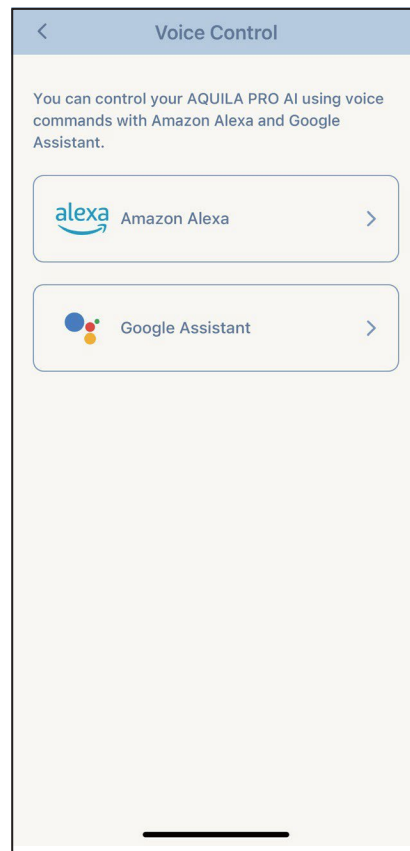 Voice Control
You can control your AQUILA PRO AI using voice
commands with Amazon Alexa and Google
Assistant.
alexa
Amazon Alexa
Google Assistant